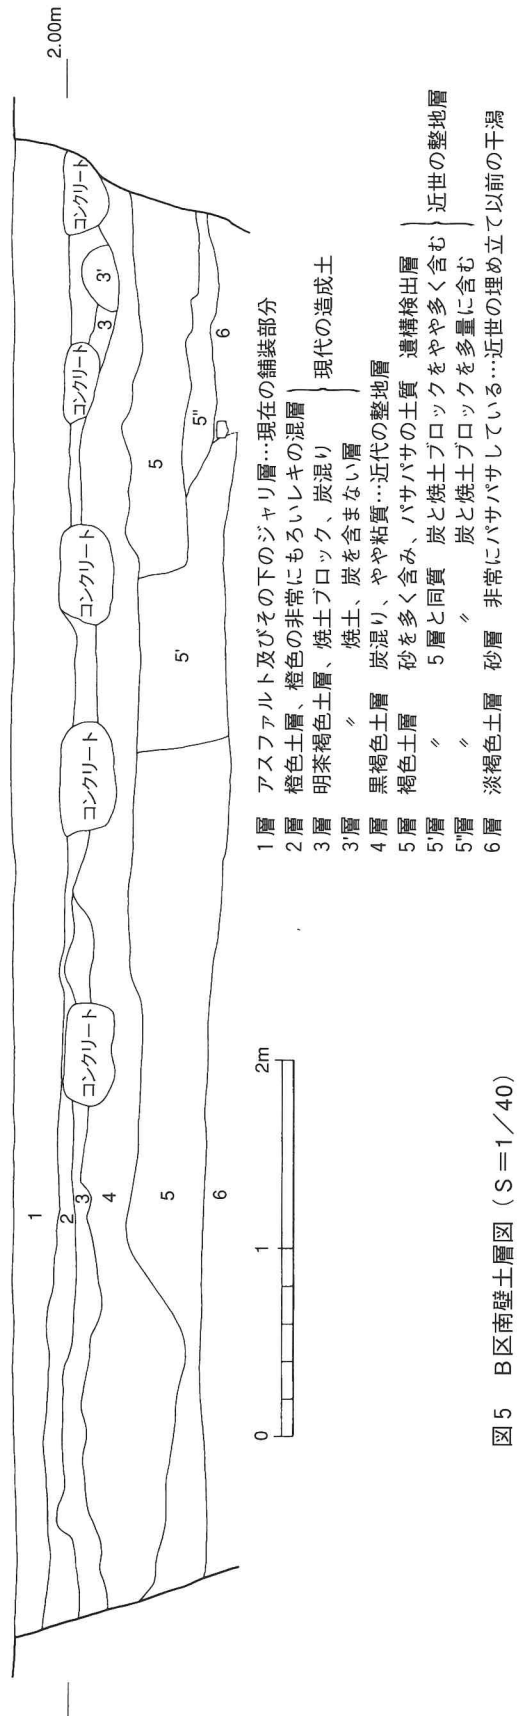 2.00m
コンクリート
コンクリート
コンクリート
コンクリート
コンクリート
1
2
3
4
5
6
5'
5
5"
6
3
3'
0 1 2m
1層 アスファルト及びその下のジャリ層…現在の舗装部分
2層 橙色土層、橙色の非常にもろいレキの混層
3層 明茶褐色土層、焼土ブロック、炭混り
3'層 〃 焼土、炭を含まない層
現代の造成土
4層 黒褐色土層 炭混り、やや粘質…近代の整地層
5層 褐色土層 砂を多く含み、パサパサの土質 遺構検出層
5'層 〃 5層と同質 炭と焼土ブロックをやや多く含む
5"層 〃 〃 炭と焼土ブロックを多量に含む
近世の整地層
6層 淡褐色土層 砂層 非常にパサパサしている…近世の埋め立て以前の干潟
図5 B区南壁土層図(S=1/40)